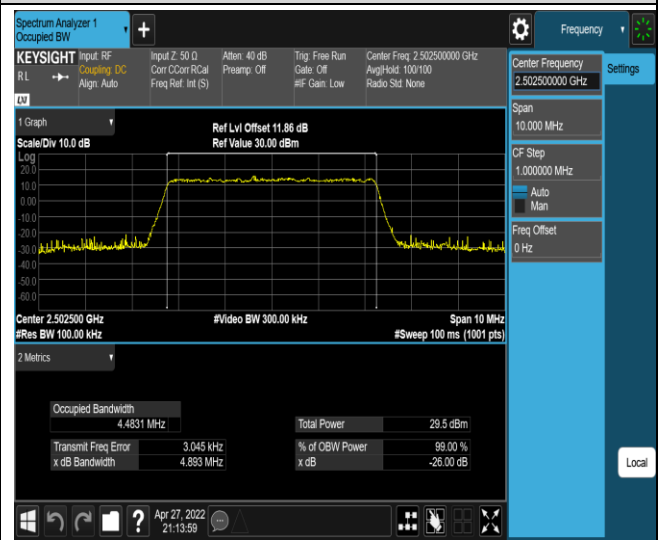 Spectrum Analyzer 1
Occupied BW
+
Frequency
KEYSIGHT
R L
LXI
Input: RF
Coupling: DC
Align: Auto
Input Z: 50 Ω
Corr CCorr RCal
Freq Ref: Int (S)
Atten: 40 dB
Preamp: Off
Trig: Free Run
Gate: Off
#IF Gain: Low
Center Freq: 2.502500000 GHz
Avg|Hold: 100/100
Radio Std: None
Center Frequency
2.502500000 GHz
Settings
Span
10.000 MHz
CF Step
1.000000 MHz
Auto
Man
Freq Offset
0 Hz
1 Graph
Scale/Div 10.0 dB
Ref Lvl Offset 11.86 dB
Ref Value 30.00 dBm
Log
20.0
10.0
0.00
-10.0
-20.0
-30.0
-40.0
-50.0
-60.0
Center 2.502500 GHz
#Video BW 300.00 kHz
Span 10 MHz
#Res BW 100.00 kHz
#Sweep 100 ms (1001 pts)
2 Metrics
Occupied Bandwidth
4.4831 MHz
Total Power 29.5 dBm
Transmit Freq Error 3.045 kHz
% of OBW Power 99.00 %
x dB Bandwidth 4.893 MHz
x dB -26.00 dB
Local
?
Apr 27, 2022
21:13:59